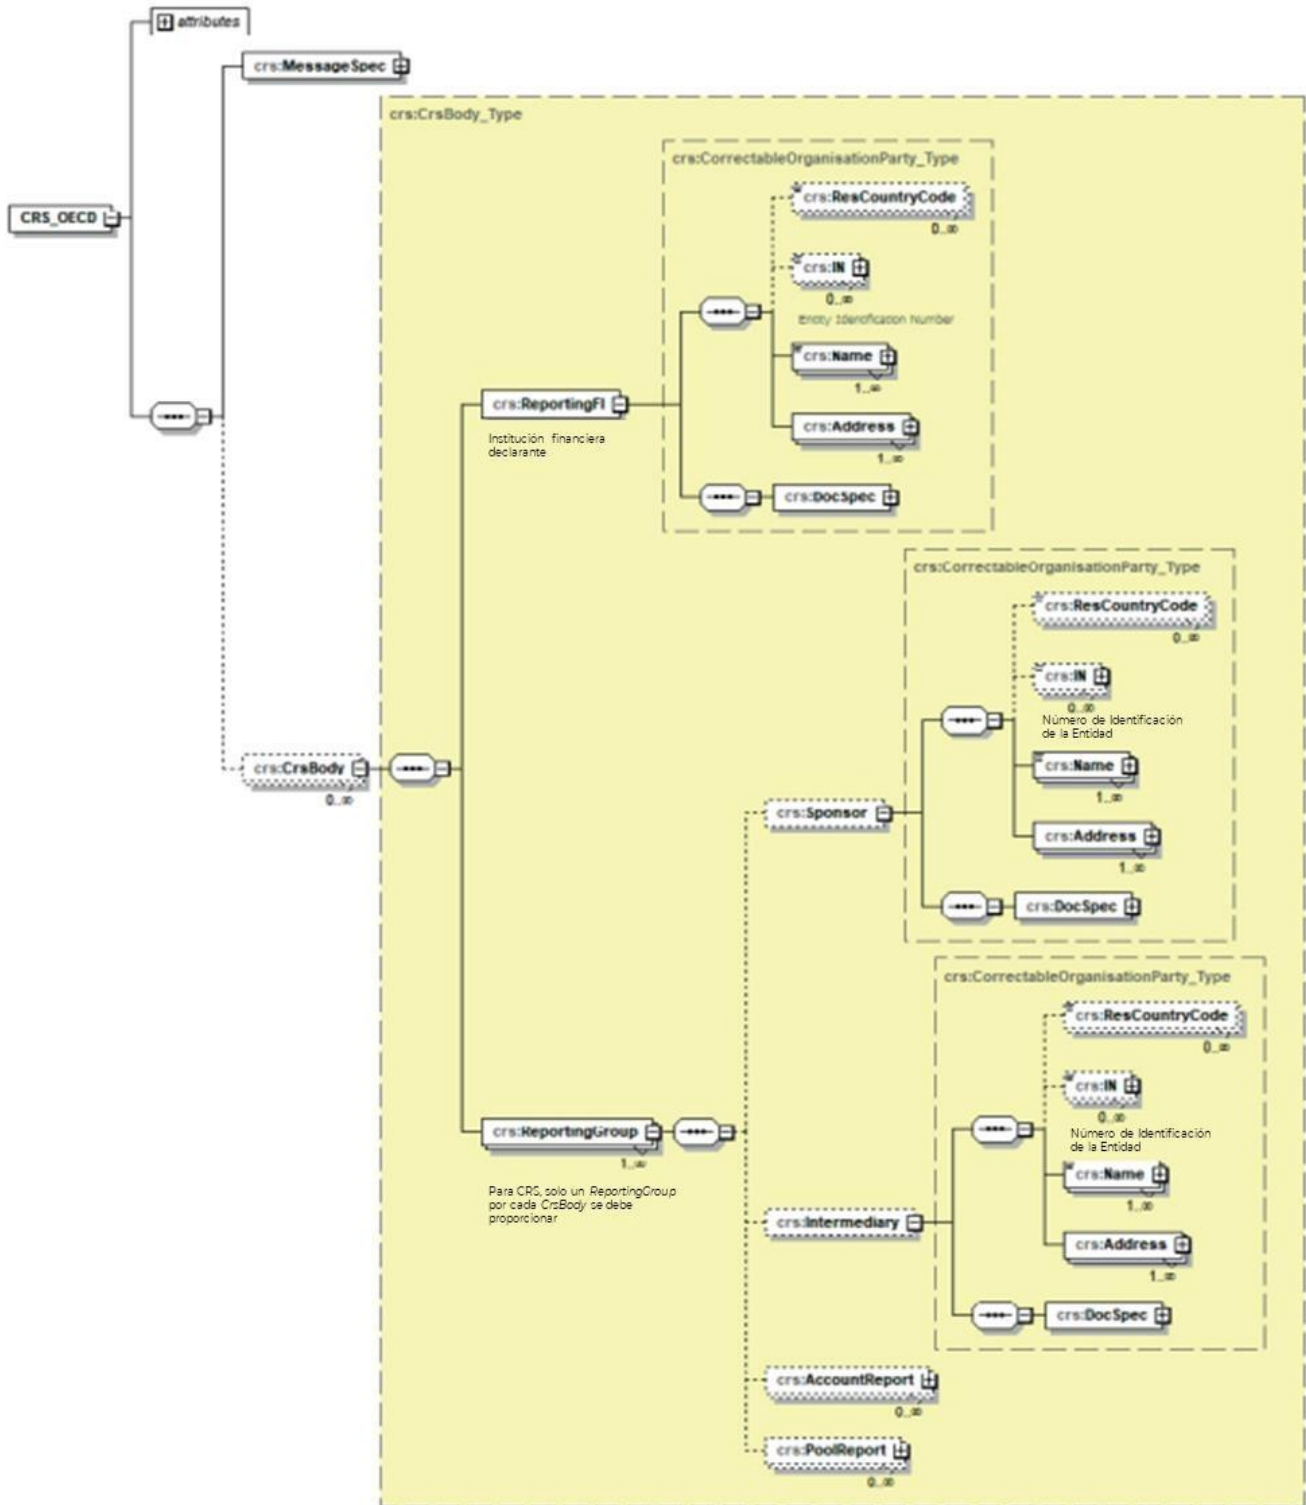 attributes
crs:MessageSpec
crs:CrsBody_Type
crs:CorrectableOrganisationParty_Type
crs:ResCountryCode
0..∞
CRS_OECD
crs:IN
0..∞
Entity Identification Number
crs:Name
1..∞
crs:ReportingFI
Institución financiera
declarante
crs:Address
1..∞
crs:DocSpec
crs:CorrectableOrganisationParty_Type
crs:ResCountryCode
0..∞
crs:IN
0..∞
Número de Identificación
de la Entidad
crs:Name
1..∞
crs:CrsBody
0..∞
crs:Sponsor
crs:Address
1..∞
crs:DocSpec
crs:CorrectableOrganisationParty_Type
crs:ResCountryCode
0..∞
crs:IN
0..∞
Número de Identificación
de la Entidad
crs:Name
1..∞
crs:ReportingGroup
1..∞
Para CRS, solo un ReportingGroup
por cada CrsBody se debe
proporcionar
crs:Intermediary
crs:Address
1..∞
crs:DocSpec
crs:AccountReport
0..∞
crs:PoolReport
0..∞